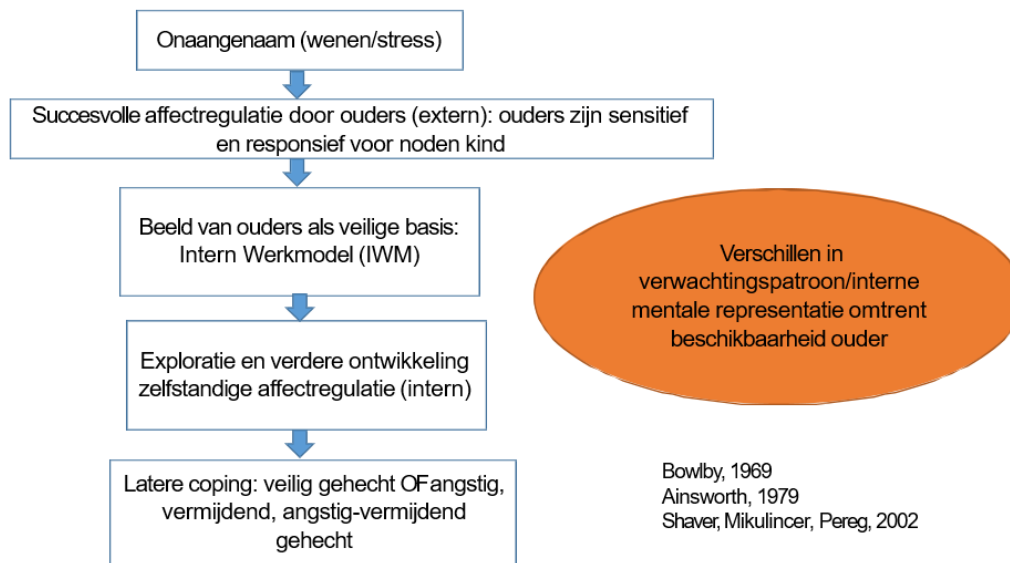 Onaangenaam (wenen/stress)
Succesvolle affectregulatie door ouders (extern): ouders zijn sensitief
en responsief voor noden kind
Beeld van ouders als veilige basis:
Intern Werkmodel (IWM)
Exploratie en verdere ontwikkeling
zelfstandige affectregulatie (intern)
Latere coping: veilig gehecht OFangstig,
vermijdend, angstig-vermijdend
gehecht
Verschillen in
verwachtingspatroon/interne
mentale representatie omtrent
beschikbaarheid ouder
Bowlby, 1969
Ainsworth, 1979
Shaver, Mikulincer, Pereg, 2002